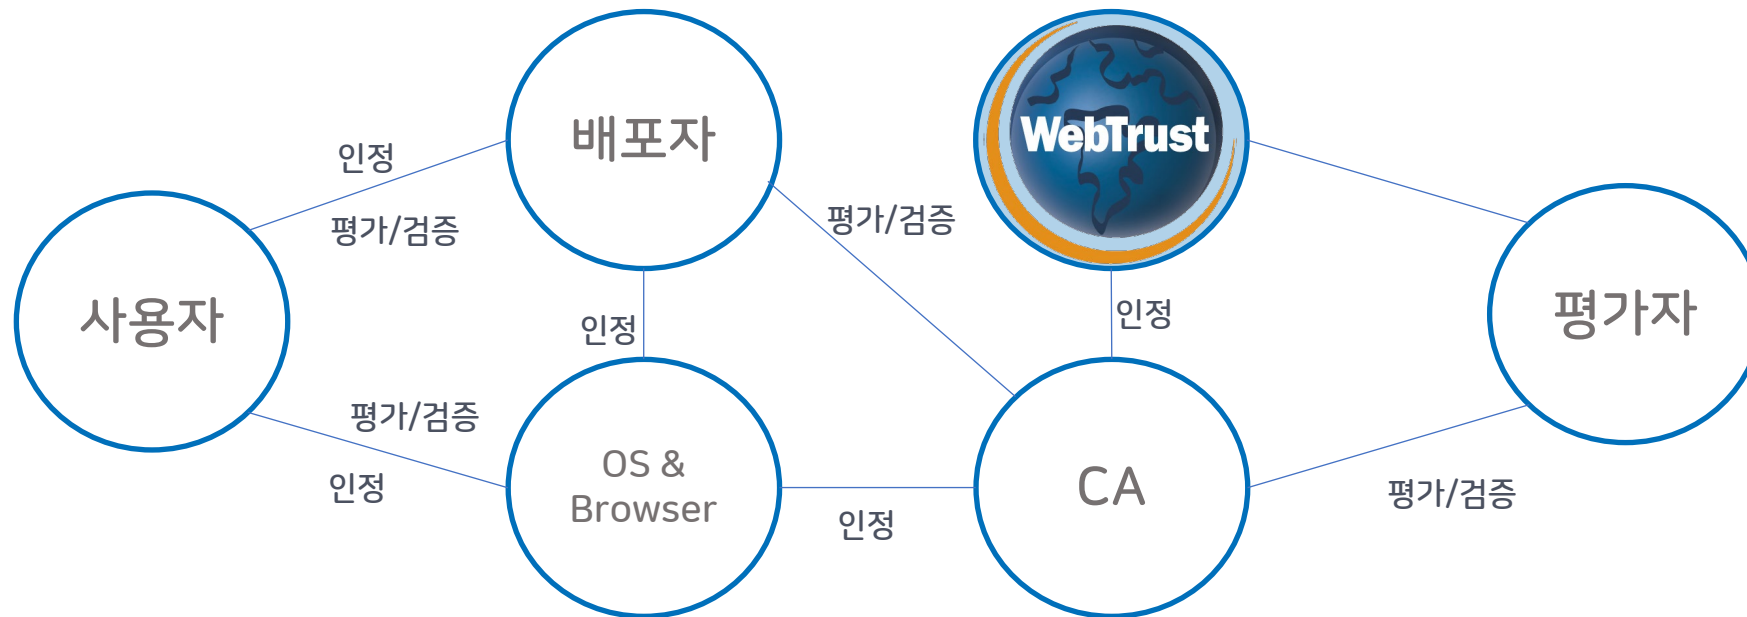 배포자
WebTrust
인정
평가/검증
평가/검증
사용자
평가자
인정
인정
평가/검증
OS &
Browser
CA
인정
평가/검증
인정